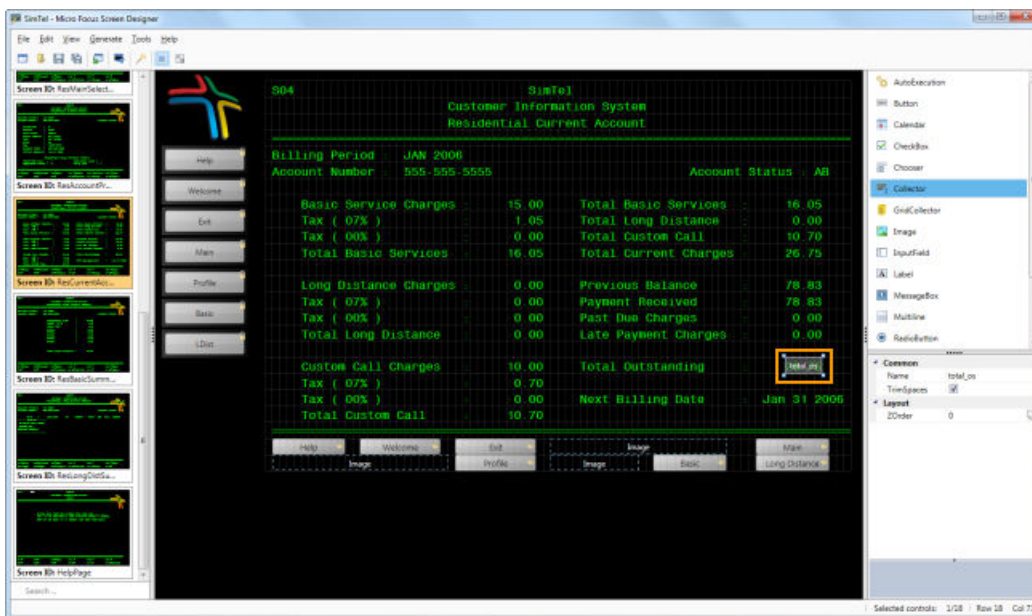 SimTel - Micro Focus Screen Designer
File Edit View Generate Tools Help
Screen ID: ResMainSelect...
Screen ID: ResAccountPr...
Screen ID: ResCurrentAcc...
Screen ID: ResBasicSumm...
Screen ID: ResLongDistSu...
Screen ID: HelpPage
Search ...
Help
Welcome
Exit
Main
Profile
Basic
LDist
S04 SimTel
Customer Information System
Residential Current Account
Billing Period : JAN 2006
Account Number : 555-555-5555 Account Status : AB
Basic Service Charges : 15.00 Total Basic Services : 16.05
Tax ( 07% ) : 1.05 Total Long Distance : 0.00
Tax ( 00% ) : 0.00 Total Custom Call : 10.70
Total Basic Services : 16.05 Total Current Charges : 26.75
Long Distance Charges : 0.00 Previous Balance 78.83
Tax ( 07% ) : 0.00 Payment Received 78.83
Tax ( 00% ) : 0.00 Past Due Charges 0.00
Total Long Distance : 0.00 Late Payment Charges 0.00
Custom Call Charges : 10.00 Total Outstanding total_os
Tax ( 07% ) : 0.70
Tax ( 00% ) : 0.00 Next Billing Date : Jan 31 2006
Total Custom Call : 10.70
Help Welcome Exit Image Main
Image Profile Image Basic Long Distance
AutoExecution
Button
Calendar
CheckBox
Chooser
Collector
GridCollector
Image
InputField
Label
MessageBox
Multiline
RadioButton
Common
Name total_os
TrimSpaces
Layout
ZOrder 0
Selected controls: 1/18 Row 18 Col 7